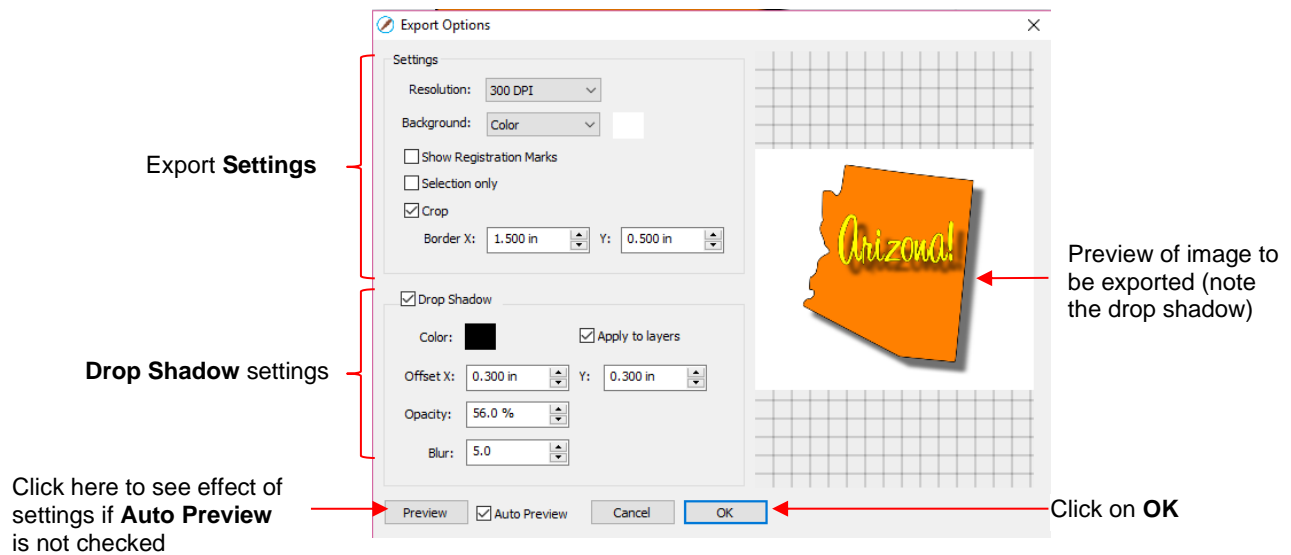 Export Options
Settings
Resolution: 300 DPI
Background: Color
Show Registration Marks
Selection only
Crop
Border X: 1.500 in Y: 0.500 in
Export Settings
Arizona!
Preview of image to
be exported (note
the drop shadow)
Drop Shadow
Color: Apply to layers
Offset X: 0.300 in Y: 0.300 in
Opacity: 56.0 %
Blur: 5.0
Drop Shadow settings
Click here to see effect of
settings if Auto Preview
is not checked
Preview Auto Preview Cancel OK
Click on OK